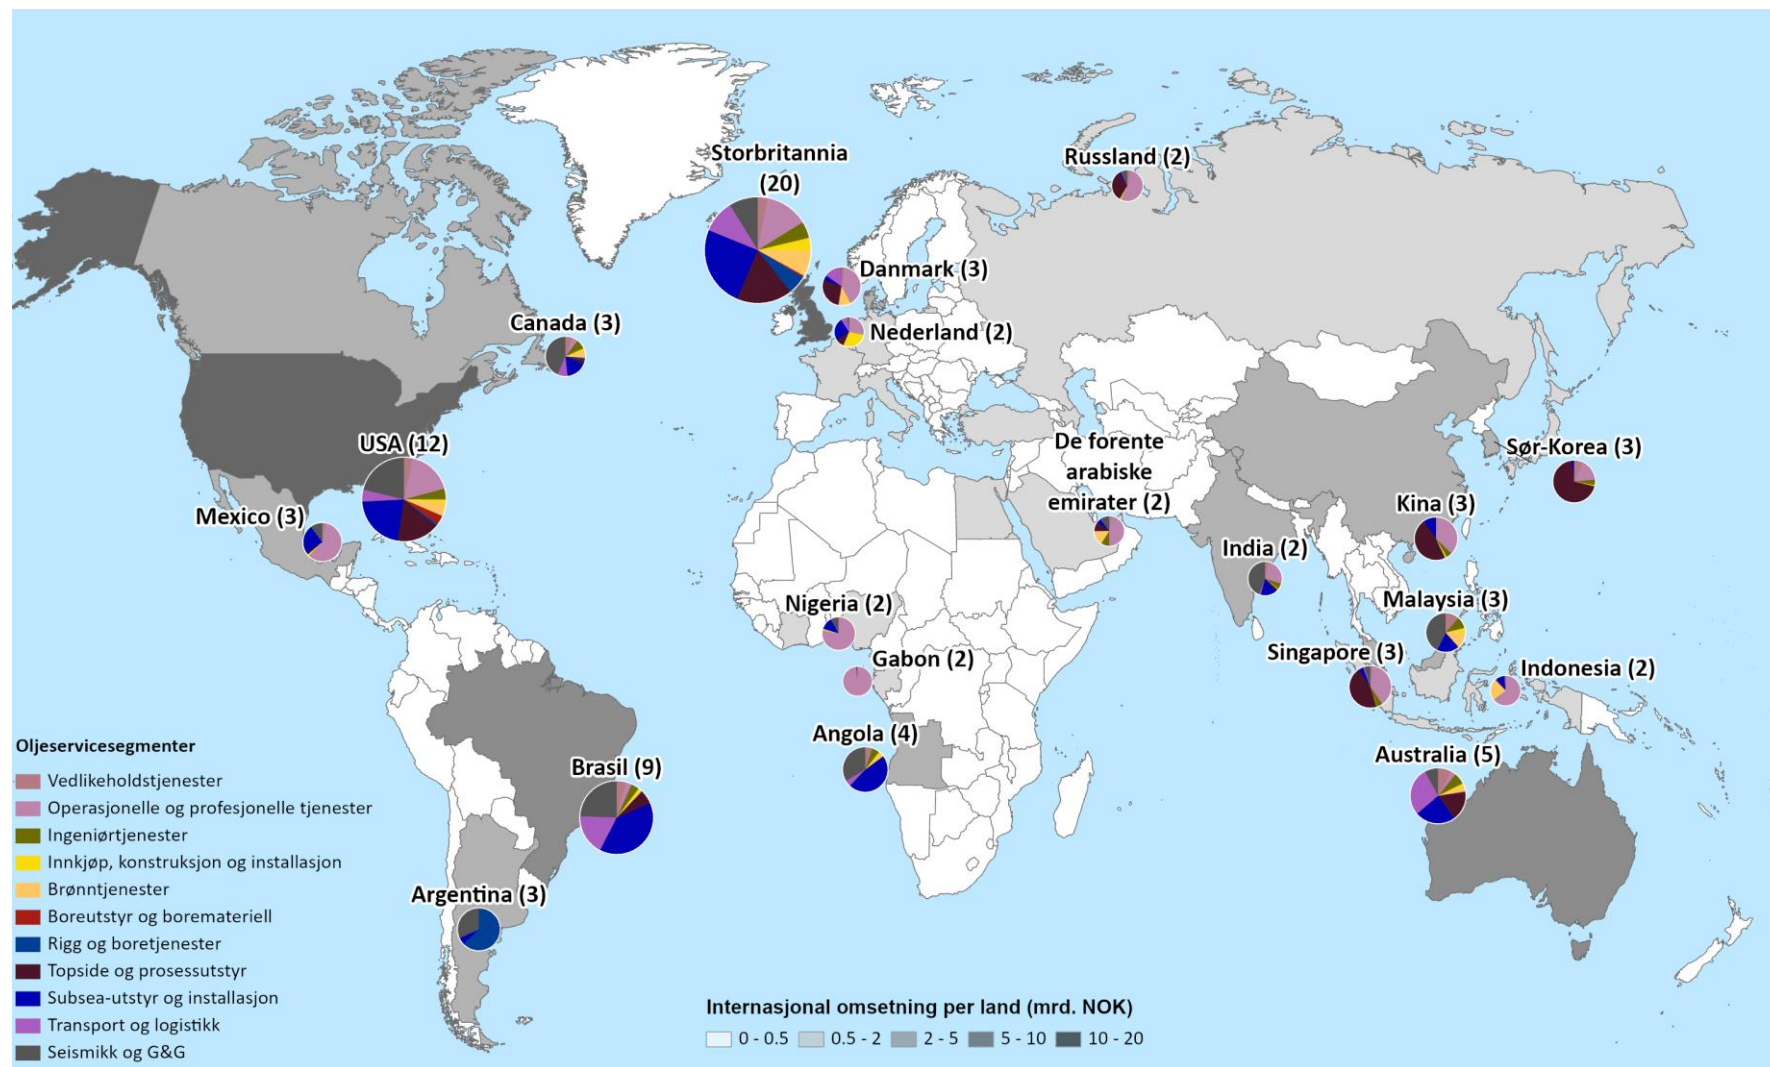 Storbritannia
(20)
Russland (2)
Danmark (3)
Canada (3)
Nederland (2)
USA (12)
De forente
arabiske
emirater (2)
Sør-Korea (3)
Mexico (3)
Kina (3)
India (2)
Nigeria (2)
Malaysia (3)
Gabon (2)
Singapore (3)
Indonesia (2)
Angola (4)
Australia (5)
Brasil (9)
Argentina (3)
Oljeservicesegmenter
Vedlikeholdstjenester
Operasjonelle og profesjonelle tjenester
Ingeniørtjenester
Innkjøp, konstruksjon og installasjon
Brønntjenester
Boreutstyr og boremateriell
Rigg og boretjenester
Topside og prosessutstyr
Subsea-utstyr og installasjon
Transport og logistikk
Seismikk og G&G
Internasjonal omsetning per land (mrd. NOK)
0 - 0.5 0.5 - 2 2 - 5 5 - 10 10 - 20